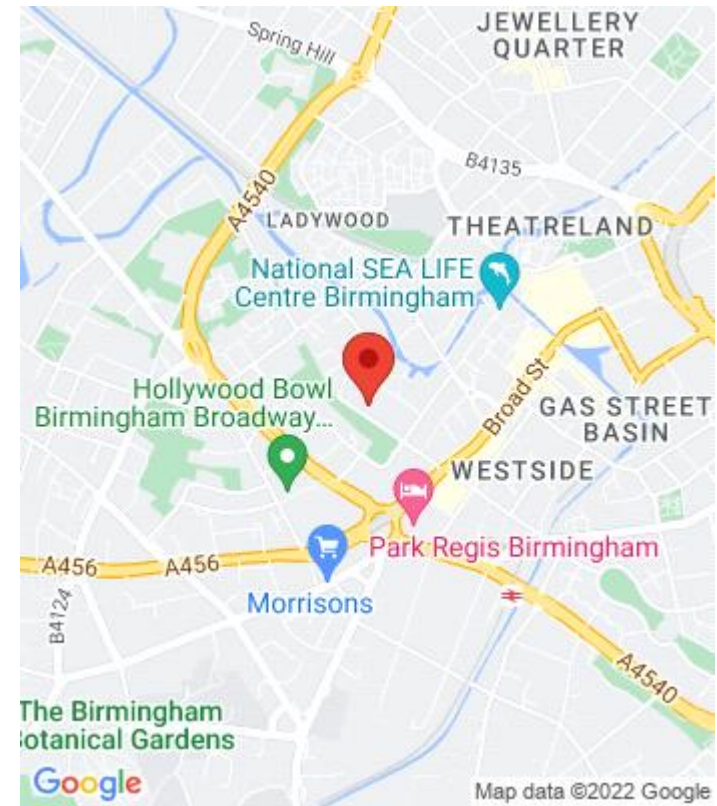 JEWELLERY
QUARTER
Spring Hill
B4135
A4540
LADYWOOD
THEATRELAND
National SEA LIFE
Centre Birmingham
Hollywood Bowl
Birmingham Broadway...
Broad St
GAS STREET
BASIN
WESTSIDE
Park Regis Birmingham
A456
A456
Morrisons
B4124
A4540
The Birmingham
Botanical Gardens
Google
Map data ©2022 Google